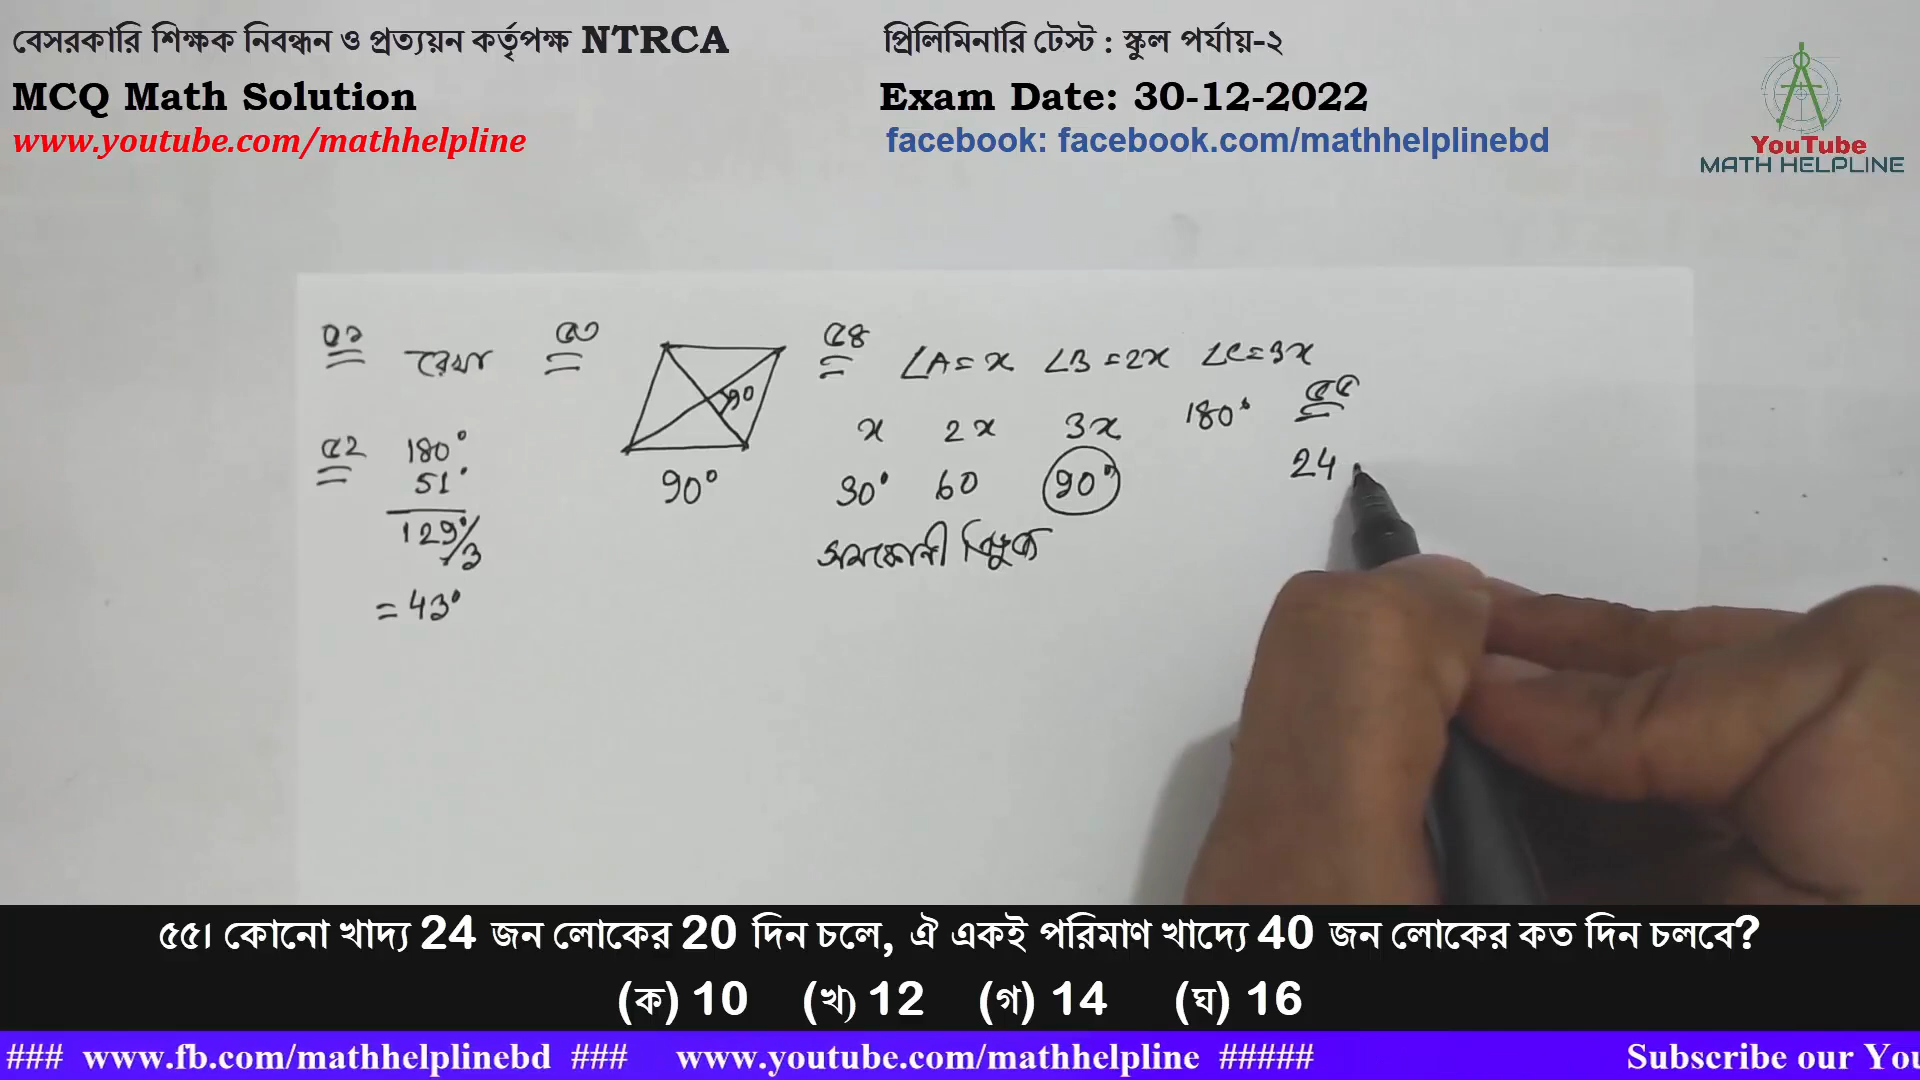 বেসরকারি শিক্ষক নিবন্ধন ও প্রত্যয়ন কর্তৃপক্ষ NTRCA
প্রিলিমিনারি টেস্ট : স্কুল পর্যায়-২
MCQ Math Solution
Exam Date: 30-12-2022
www.youtube.com/mathhelpline
facebook: facebook.com/mathhelplinebd
YouTube
MATH HELPLINE
৫১ রেখা
৫২ 180°
51°
129°/3
= 43°
৫৩
90
90°
৫৪ ∠A = x ∠B = 2x ∠C = 3x
x 2x 3x 180°
30° 60 90°
সমকোণী ত্রিভুজ
৫৫
24
৫৫। কোনো খাদ্য 24 জন লোকের 20 দিন চলে, ঐ একই পরিমাণ খাদ্যে 40 জন লোকের কত দিন চলবে?
(ক) 10 (খ) 12 (গ) 14 (ঘ) 16
### www.fb.com/mathhelplinebd ### www.youtube.com/mathhelpline ##### Subscribe our You